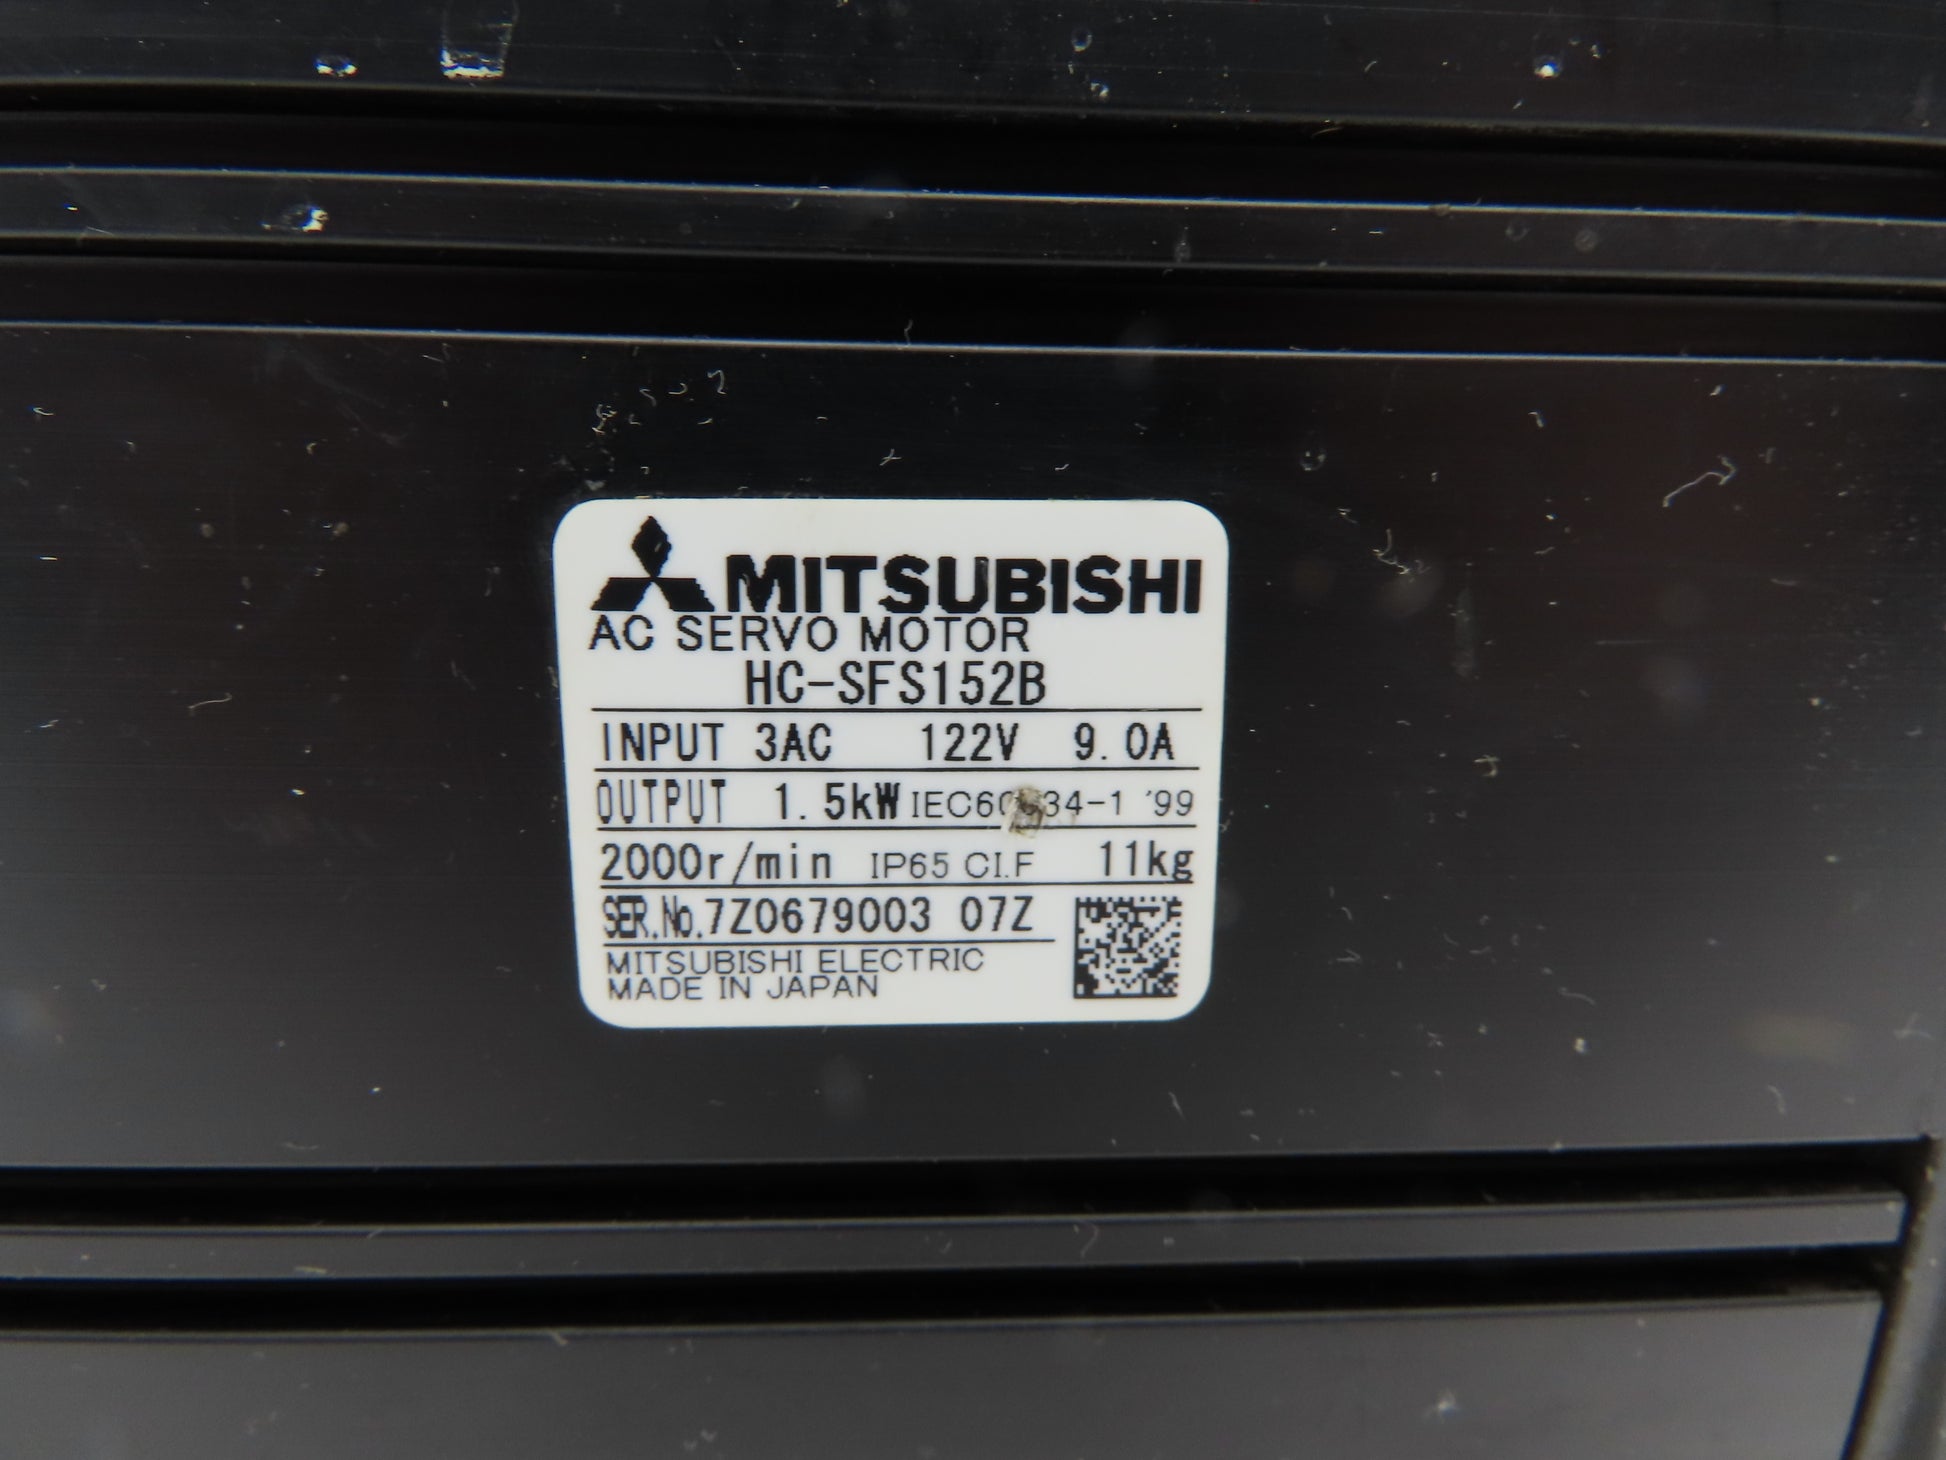 MITSUBISHI
AC SERVO MOTOR
HC-SFS152B
INPUT 3AC 122V 9.0A
OUTPUT 1.5kW '99
2000r/min IP65 CI.F 11kg
SER.No.7Z0679003 07Z
MITSUBISHI ELECTRIC
MADE IN JAPAN